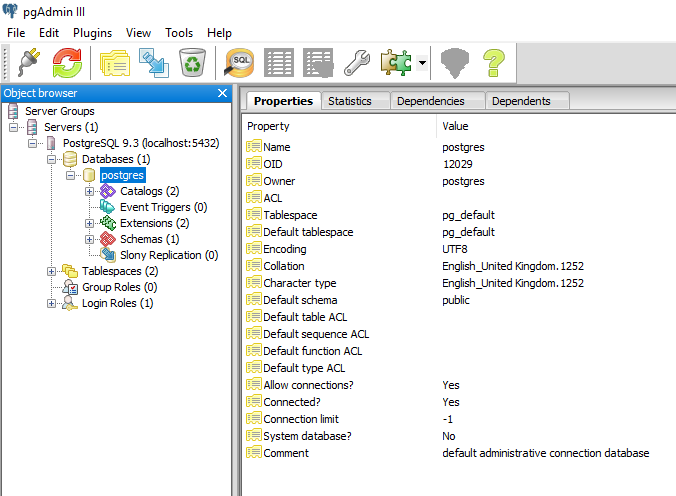 pgAdmin III
File Edit Plugins View Tools Help
SQL
Object browser
Server Groups
Servers (1)
PostgreSQL 9.3 (localhost:5432)
Databases (1)
postgres
Catalogs (2)
Event Triggers (0)
Extensions (2)
Schemas (1)
Slony Replication (0)
Tablespaces (2)
Group Roles (0)
Login Roles (1)
Properties Statistics Dependencies Dependents
Property Value
Name postgres
OID 12029
Owner postgres
ACL
Tablespace pg_default
Default tablespace pg_default
Encoding UTF8
Collation English_United Kingdom.1252
Character type English_United Kingdom.1252
Default schema public
Default table ACL
Default sequence ACL
Default function ACL
Default type ACL
Allow connections? Yes
Connected? Yes
Connection limit -1
System database? No
Comment default administrative connection database